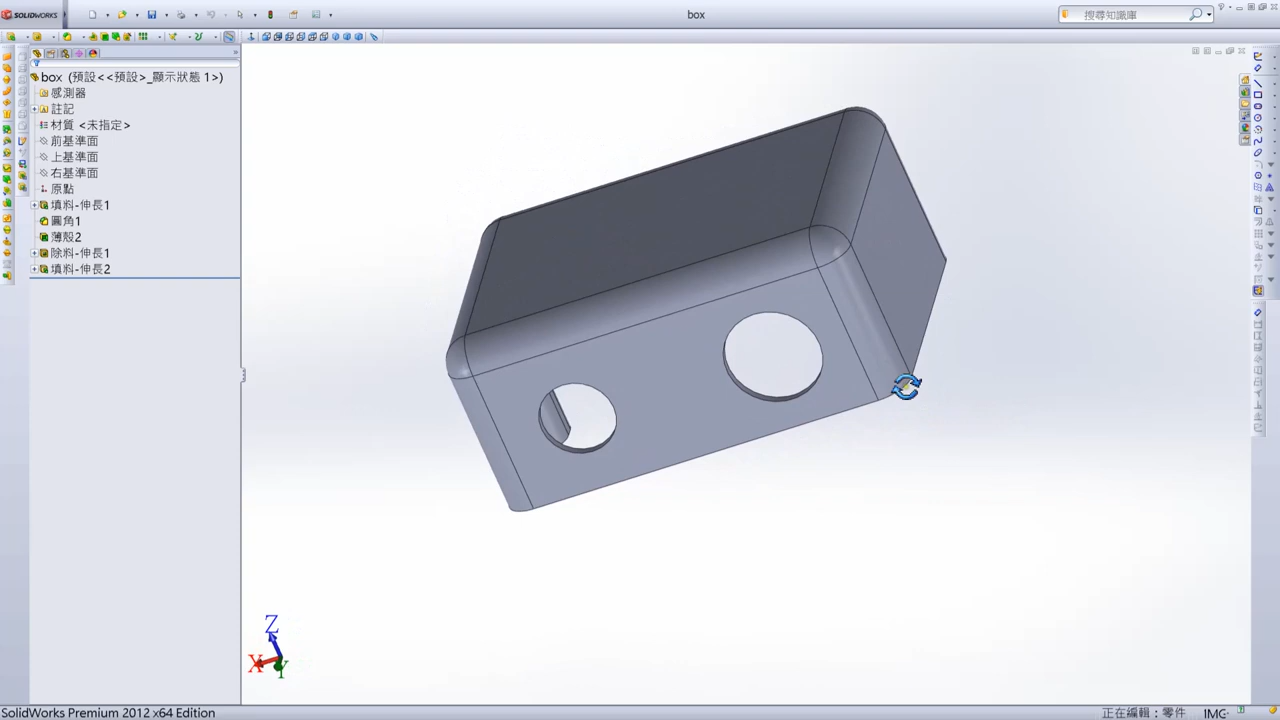 SOLIDWORKS
box
搜尋知識庫
box (預設<<預設>_顯示狀態 1>)
感測器
A 註記
材質 <未指定>
前基準面
上基準面
右基準面
原點
填料-伸長1
圓角1
薄殼2
除料-伸長1
填料-伸長2
Z
X
Y
SolidWorks Premium 2012 x64 Edition
正在編輯：零件